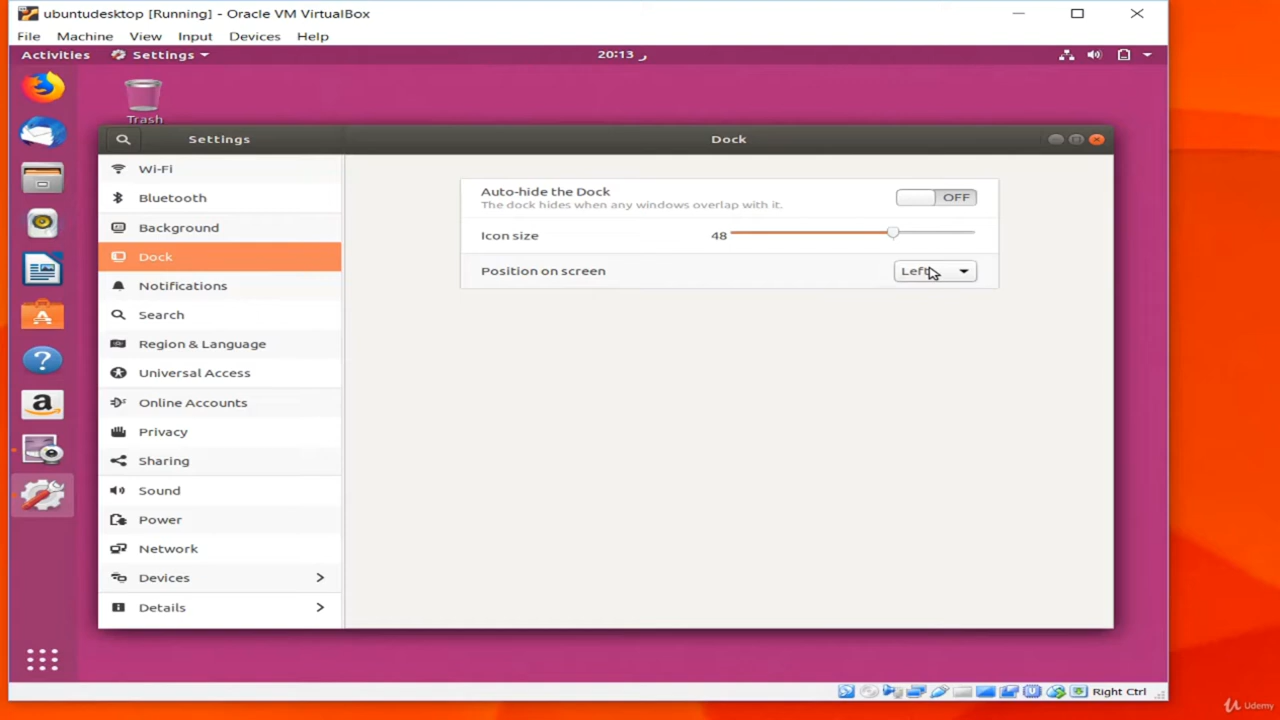 ubuntudesktop [Running] - Oracle VM VirtualBox
File Machine View Input Devices Help
Activities Settings 20:13 ر
Trash
Settings
Dock
Wi-Fi
Bluetooth
Background
Dock
Notifications
Search
Region & Language
Universal Access
Online Accounts
Privacy
Sharing
Sound
Power
Network
Devices
Details
Auto-hide the Dock
The dock hides when any windows overlap with it.
OFF
Icon size 48
Position on screen Left
Right Ctrl
Udemy